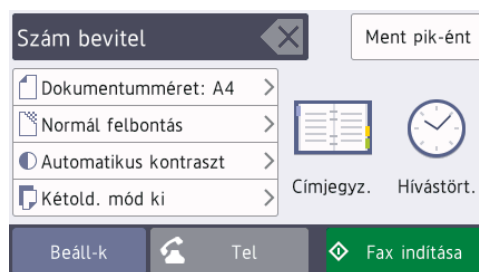 Szám bevitel
Ment pik-ént
Dokumentumméret: A4
Normál felbontás
Automatikus kontraszt
Kétold. mód ki
Címjegyz.
Hívástört.
Beáll-k
Tel
Fax indítása